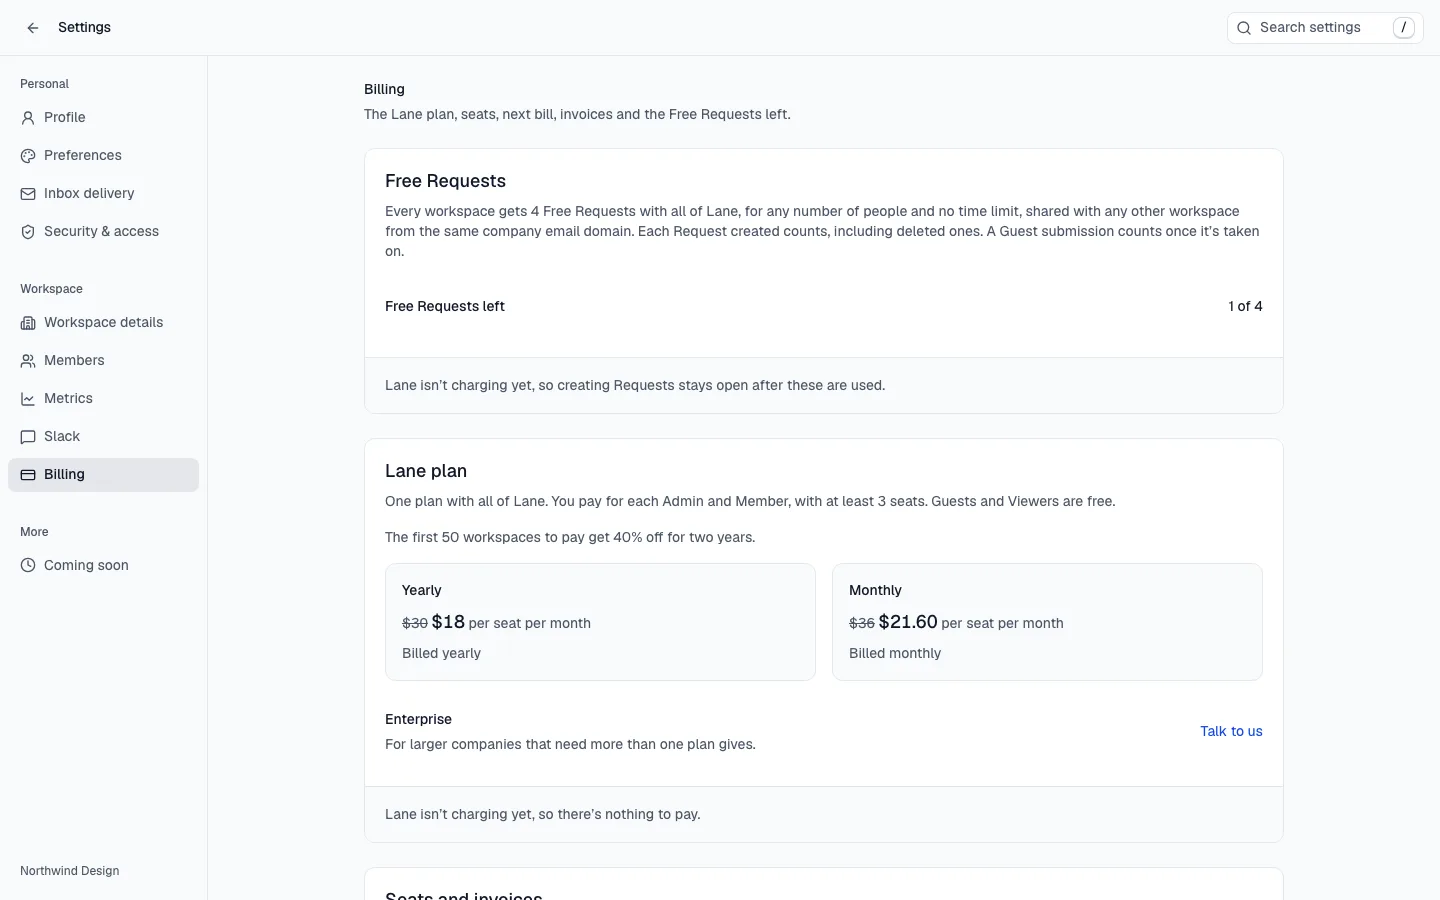 Settings
Search settings
/
Personal
Profile
Preferences
Inbox delivery
Security & access
Workspace
Workspace details
Members
Metrics
Slack
Billing
More
Coming soon
Northwind Design
Billing
The Lane plan, seats, next bill, invoices and the Free Requests left.
Free Requests
Every workspace gets 4 Free Requests with all of Lane, for any number of people and no time limit, shared with any other workspace
from the same company email domain. Each Request created counts, including deleted ones. A Guest submission counts once it’s taken
on.
Free Requests left
1 of 4
Lane isn’t charging yet, so creating Requests stays open after these are used.
Lane plan
One plan with all of Lane. You pay for each Admin and Member, with at least 3 seats. Guests and Viewers are free.
The first 50 workspaces to pay get 40% off for two years.
Yearly
$30 $18 per seat per month
Billed yearly
Monthly
$36 $21.60 per seat per month
Billed monthly
Enterprise
For larger companies that need more than one plan gives.
Talk to us
Lane isn’t charging yet, so there’s nothing to pay.
Seats and invoices